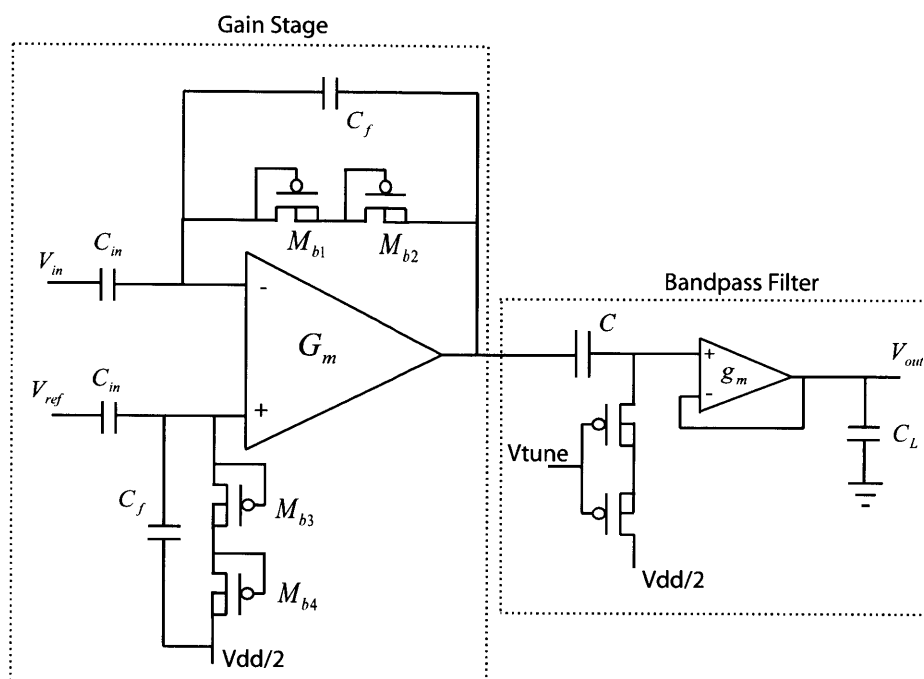 Gain Stage
C_f
M_b1
M_b2
C_in
V_in
-
G_m
Bandpass Filter
C
V_out
+
g_m
-
C_in
V_ref
+
C_L
Vtune
C_f
M_b3
M_b4
Vdd/2
Vdd/2